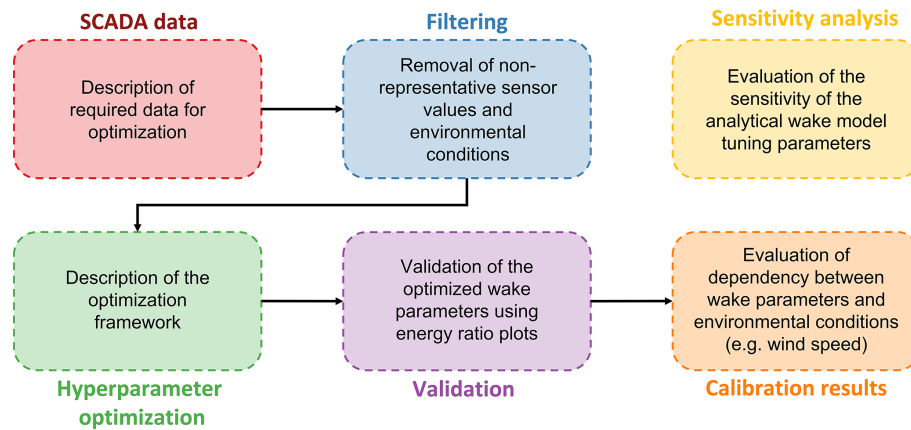 SCADA data
Description of
required data for
optimization
Filtering
Removal of non-
representative sensor
values and
environmental
conditions
Sensitivity analysis
Evaluation of the
sensitivity of the
analytical wake model
tuning parameters
Description of the
optimization
framework
Hyperparameter
optimization
Validation of the
optimized wake
parameters using
energy ratio plots
Validation
Evaluation of
dependency between
wake parameters and
environmental conditions
(e.g. wind speed)
Calibration results